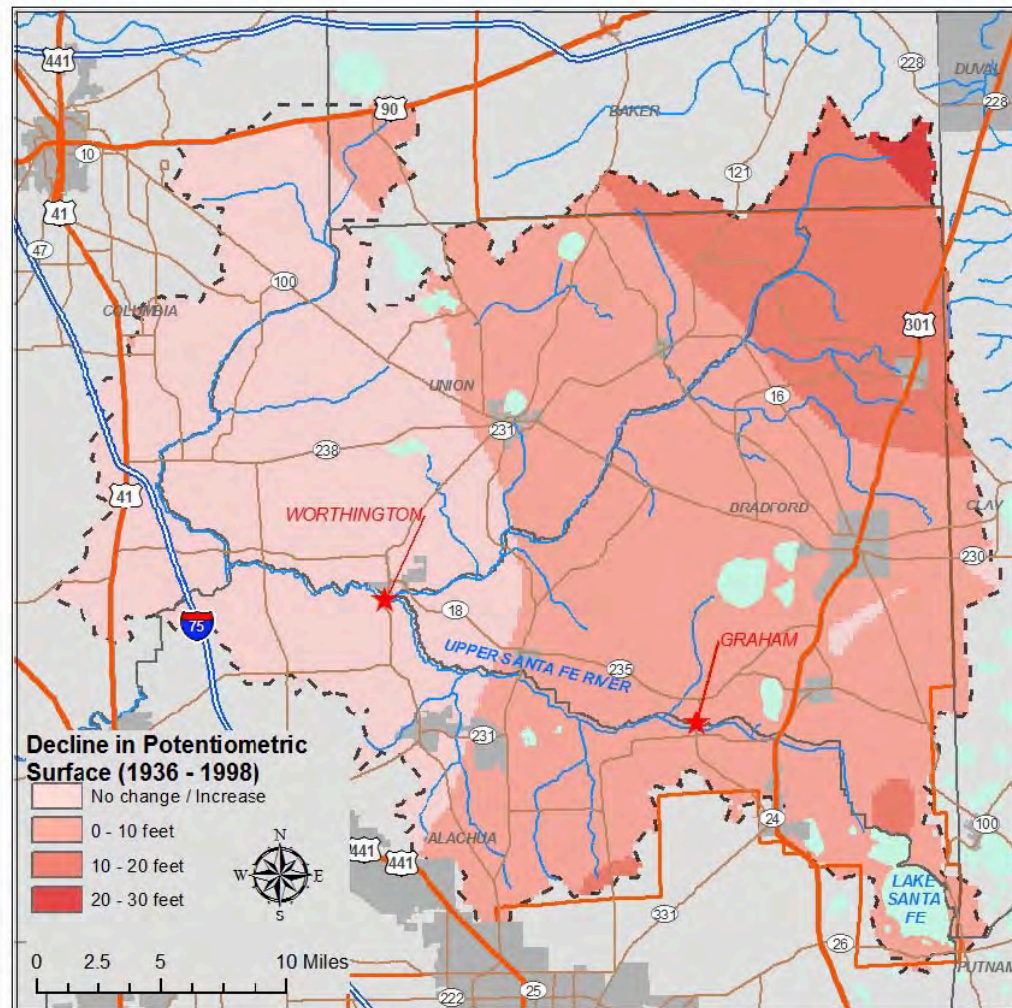 441
90
BAKER
228
DUVAL
228
10
121
41
47
100
COLUMBIA
301
UNION
16
231
238
41
WORTHINGTON
BRADFORD
CLAY
230
18
75
UPPER SANTA FE RIVER
235
GRAHAM
231
Decline in Potentiometric
Surface (1936 - 1998)
No change / Increase
0 - 10 feet
10 - 20 feet
20 - 30 feet
N
W
E
S
ALACHUA
441
441
24
100
LAKE
SANTA
FE
331
26
PUTNAM
0
2.5
5
10 Miles
222
25